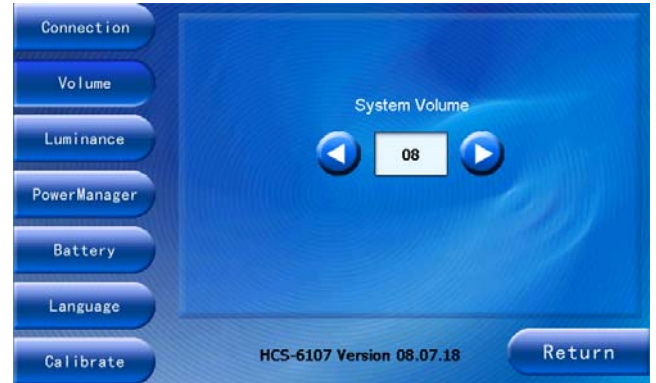 Connection
Volume
Luminance
PowerManager
Battery
Language
Calibrate
System Volume
08
HCS-6107 Version 08.07.18
Return